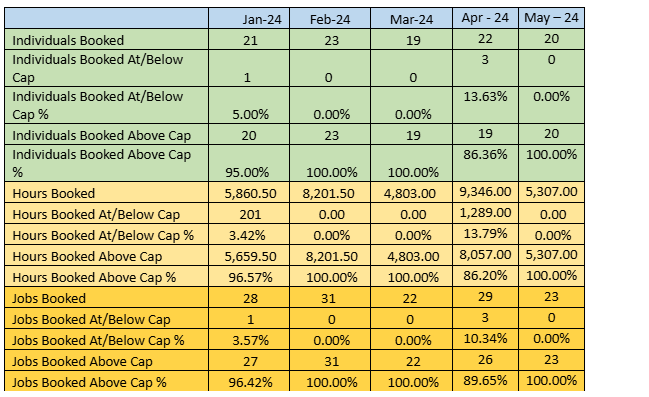 Jan-24 Feb-24 Mar-24 Apr - 24 May – 24
Individuals Booked 21 23 19 22 20
Individuals Booked At/Below
Cap 1 0 0 3 0
Individuals Booked At/Below
Cap % 5.00% 0.00% 0.00% 13.63% 0.00%
Individuals Booked Above Cap 20 23 19 19 20
Individuals Booked Above Cap
% 95.00% 100.00% 100.00% 86.36% 100.00%
Hours Booked 5,860.50 8,201.50 4,803.00 9,346.00 5,307.00
Hours Booked At/Below Cap 201 0.00 0.00 1,289.00 0.00
Hours Booked At/Below Cap % 3.42% 0.00% 0.00% 13.79% 0.00%
Hours Booked Above Cap 5,659.50 8,201.50 4,803.00 8,057.00 5,307.00
Hours Booked Above Cap % 96.57% 100.00% 100.00% 86.20% 100.00%
Jobs Booked 28 31 22 29 23
Jobs Booked At/Below Cap 1 0 0 3 0
Jobs Booked At/Below Cap % 3.57% 0.00% 0.00% 10.34% 0.00%
Jobs Booked Above Cap 27 31 22 26 23
Jobs Booked Above Cap % 96.42% 100.00% 100.00% 89.65% 100.00%